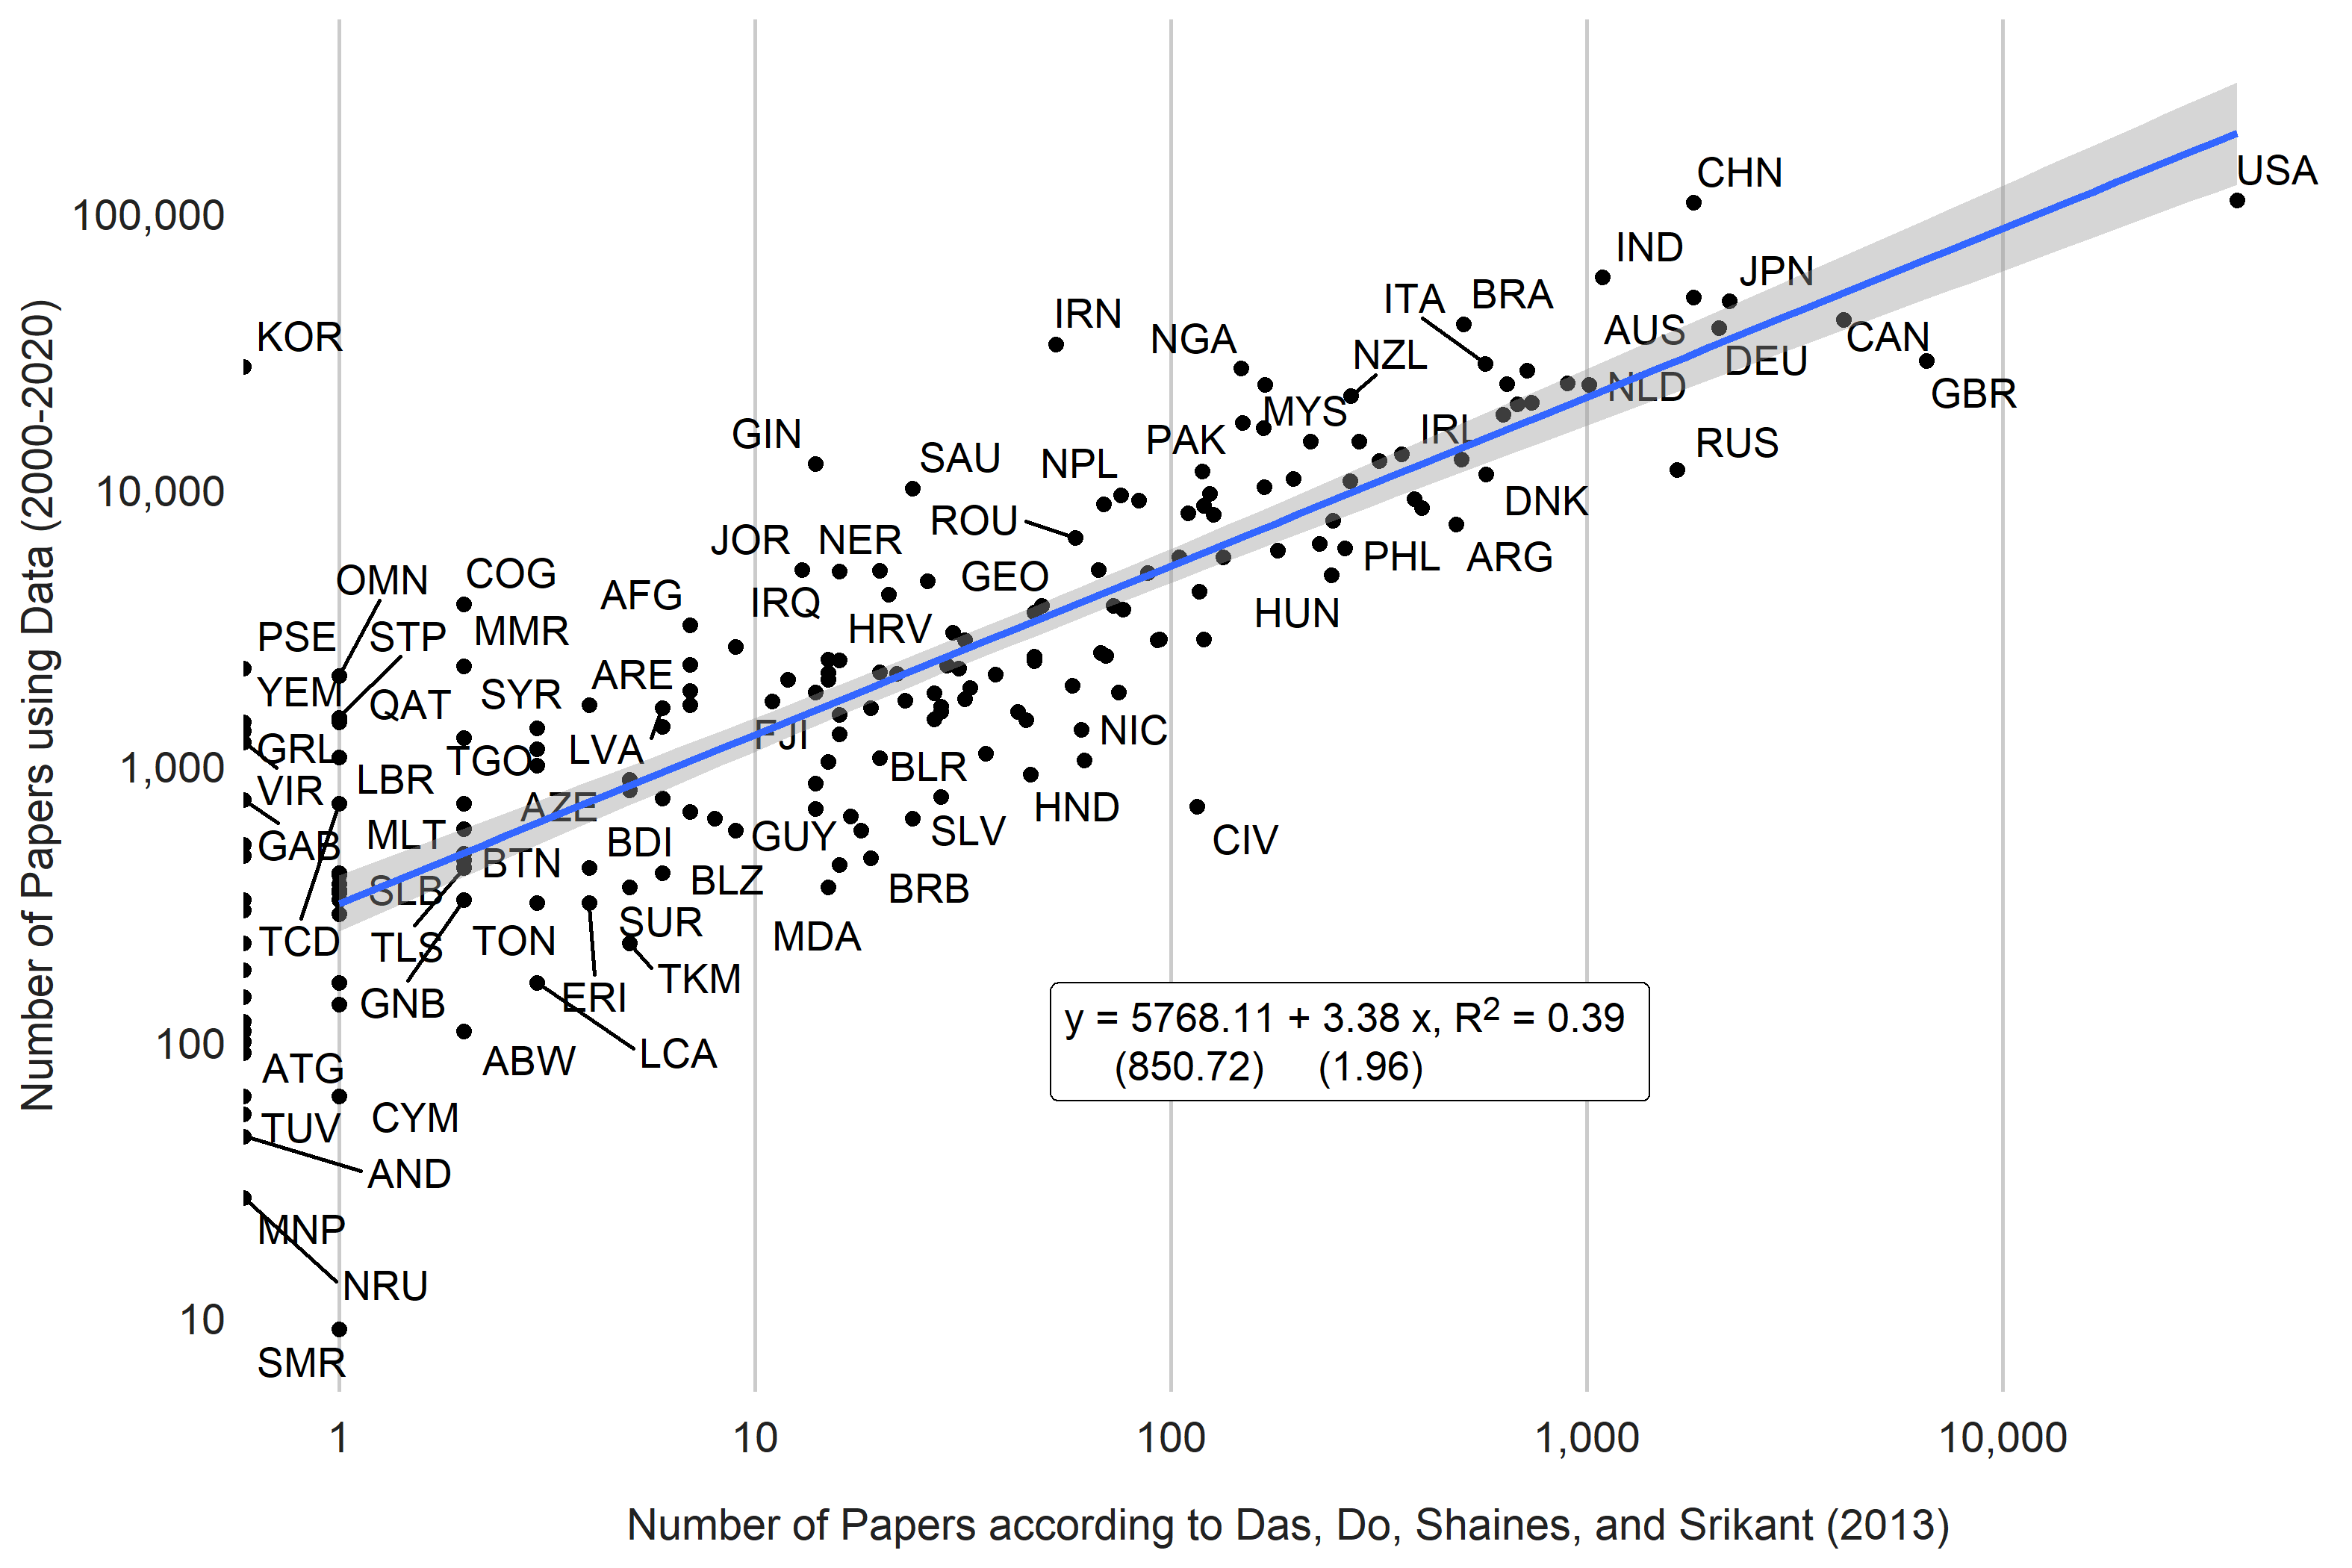 CHN
USA
100,000
IND
JPN
ITA
BRA
IRN
KOR
NGA
AUS
CAN
NZL
DEU
NLD
GBR
MYS
GIN
IRL
PAK
RUS
SAU
NPL
10,000
DNK
ROU
JOR
NER
PHL
ARG
OMN
COG
GEO
AFG
IRQ
HUN
PSE
STP
MMR
HRV
ARE
YEM
QAT
SYR
NIC
FJI
GRL
LVA
TGO
1,000
BLR
VIR
LBR
AZE
HND
MLT
BDI
GUY
SLV
CIV
GAB
BTN
SLB
BLZ
BRB
TCD
TLS
TON
SUR
MDA
TKM
GNB
ERI
y = 5768.11 + 3.38 x, R² = 0.39
(850.72) (1.96)
100
ATG
ABW
LCA
TUV
CYM
AND
MNP
NRU
10
SMR
1
10
100
1,000
10,000
Number of Papers using Data (2000-2020)
Number of Papers according to Das, Do, Shaines, and Srikant (2013)